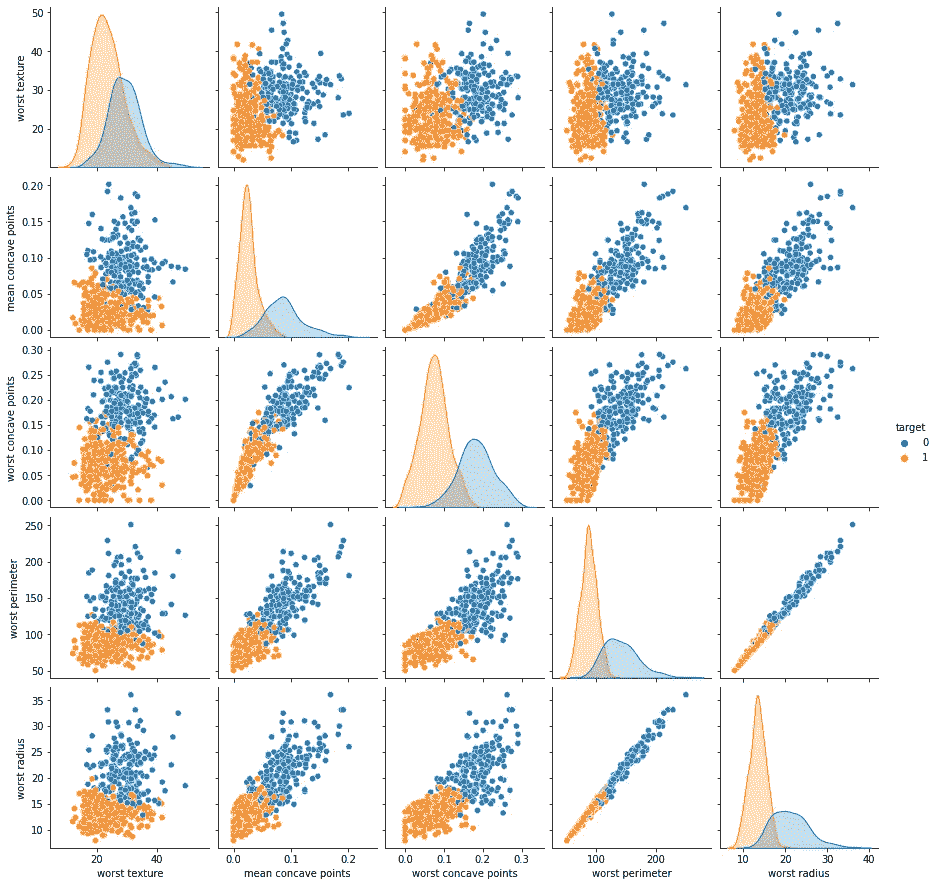 50
40
30
20
worst texture
0.20
0.15
0.10
0.05
0.00
mean concave points
0.30
0.25
0.20
0.15
0.10
0.05
0.00
worst concave points
target
0
1
250
200
150
100
50
worst perimeter
35
30
25
20
15
10
worst radius
20 40
0.0 0.1 0.2
0.0 0.1 0.2 0.3
100 200
10 20 30 40
worst texture
mean concave points
worst concave points
worst perimeter
worst radius